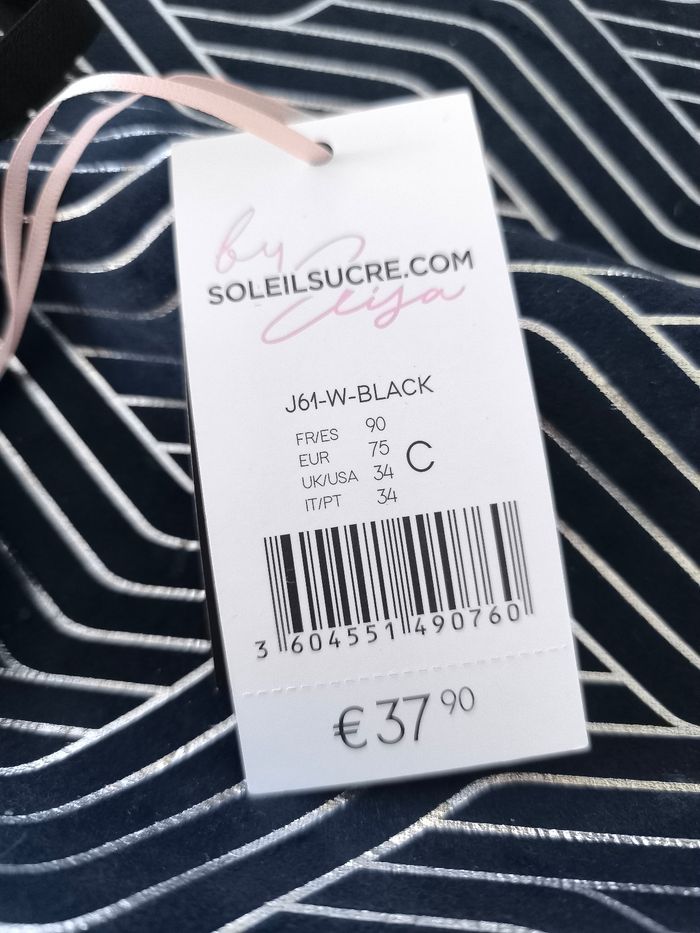 by
SOLEILSUCRE.COM
J61-W-BLACK
FR/ES 90
EUR 75
UK/USA 34
IT/PT 34
C
3 604551 490760
€37 90